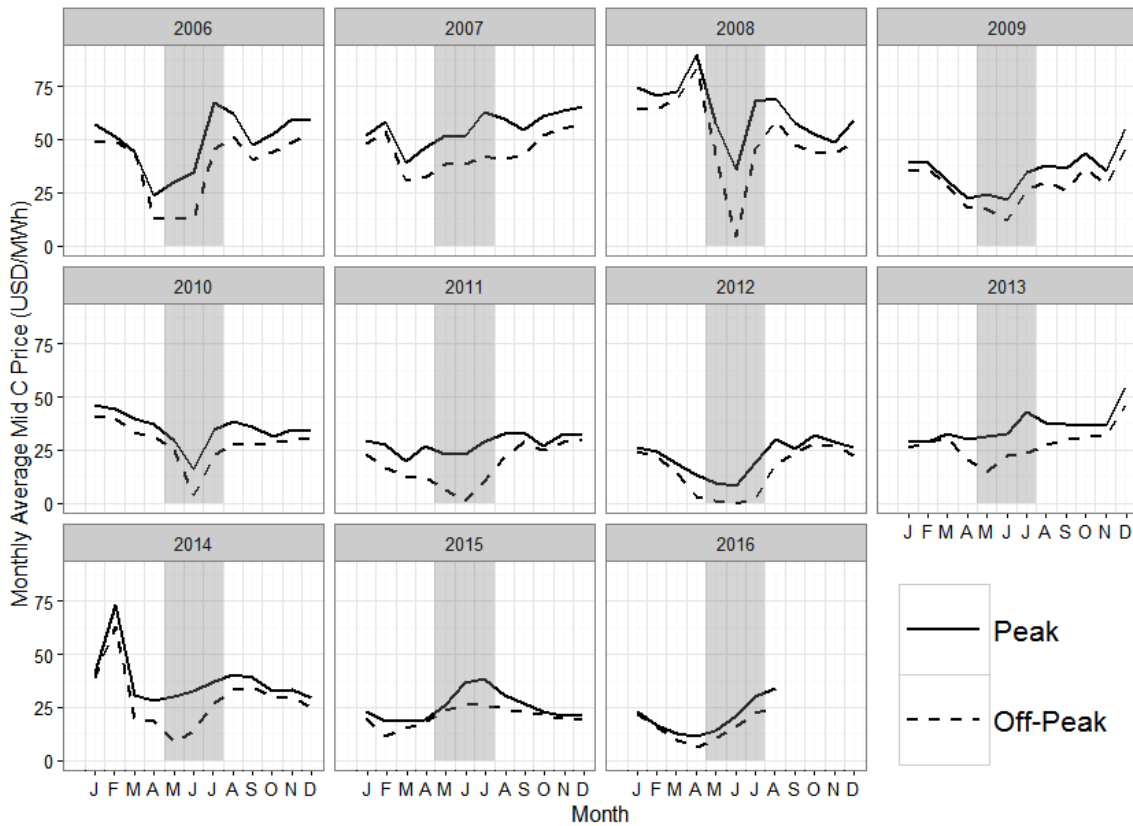 Monthly Average Mid C Price (USD/MWh)
2006 2007 2008 2009
75
50
25
0
2010 2011 2012 2013
75
50
25
0
J F M A M J J A S O N D
2014 2015 2016
75
50
25
0
J F M A M J J A S O N D J F M A M J J A S O N D J F M A M J J A S O N D
Month
Peak
Off-Peak